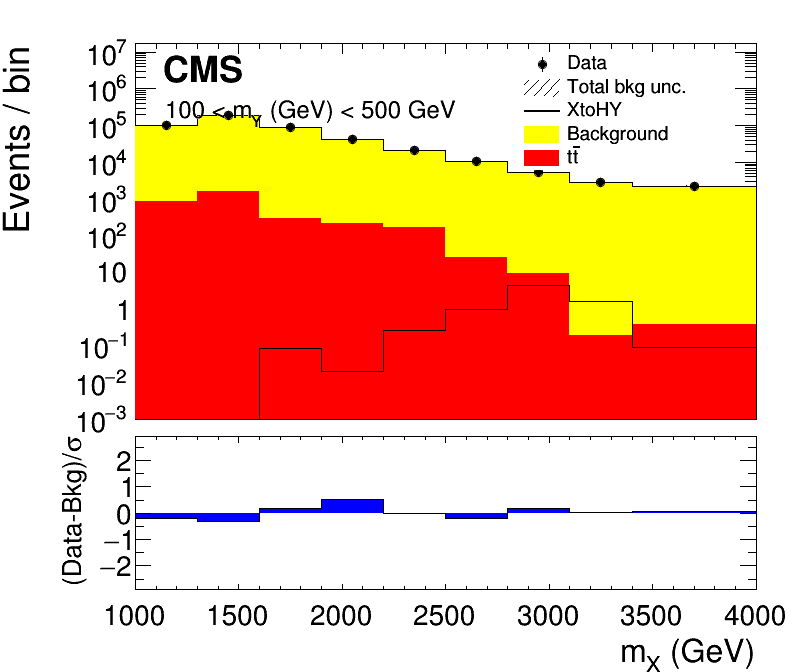 CMS
100 < m_Y (GeV) < 500 GeV
Data
Total bkg unc.
XtoHY
Background
tt̄
Events / bin
10^7
10^6
10^5
10^4
10^3
10^2
10
1
10^−1
10^−2
10^−3
(Data-Bkg)/σ
2
1
0
−1
−2
1000 1500 2000 2500 3000 3500 4000
m_X (GeV)